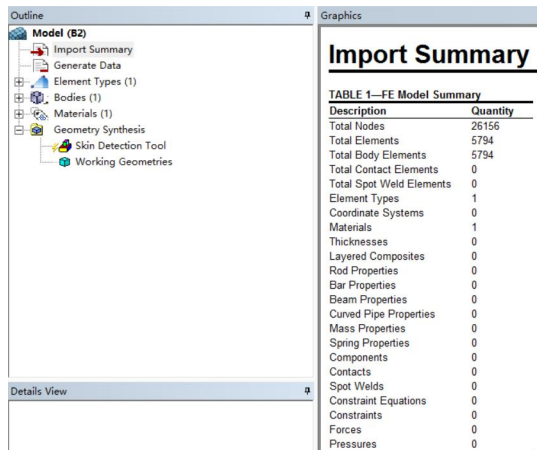 Outline
Model (B2)
Import Summary
Generate Data
Element Types (1)
Bodies (1)
Materials (1)
Geometry Synthesis
Skin Detection Tool
Working Geometries
Details View
Graphics
Import Summary
TABLE 1—FE Model Summary
Description Quantity
Total Nodes 26156
Total Elements 5794
Total Body Elements 5794
Total Contact Elements 0
Total Spot Weld Elements 0
Element Types 1
Coordinate Systems 0
Materials 1
Thicknesses 0
Layered Composites 0
Rod Properties 0
Bar Properties 0
Beam Properties 0
Curved Pipe Properties 0
Mass Properties 0
Spring Properties 0
Components 0
Contacts 0
Spot Welds 0
Constraint Equations 0
Constraints 0
Forces 0
Pressures 0